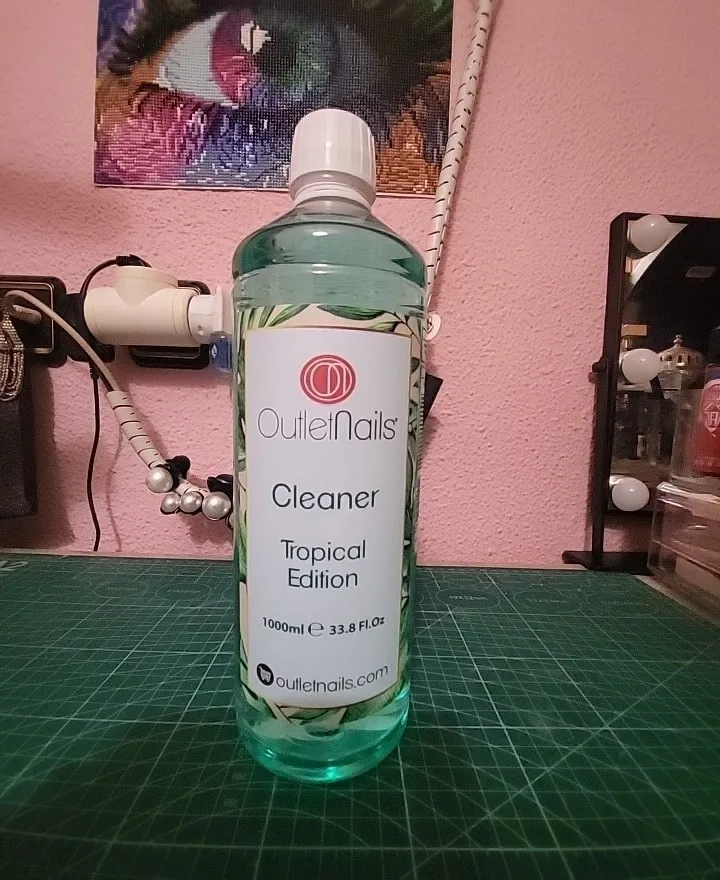 OutletNails
Cleaner
Tropical
Edition
1000ml ℮ 33.8 Fl.Oz
outletnails.com